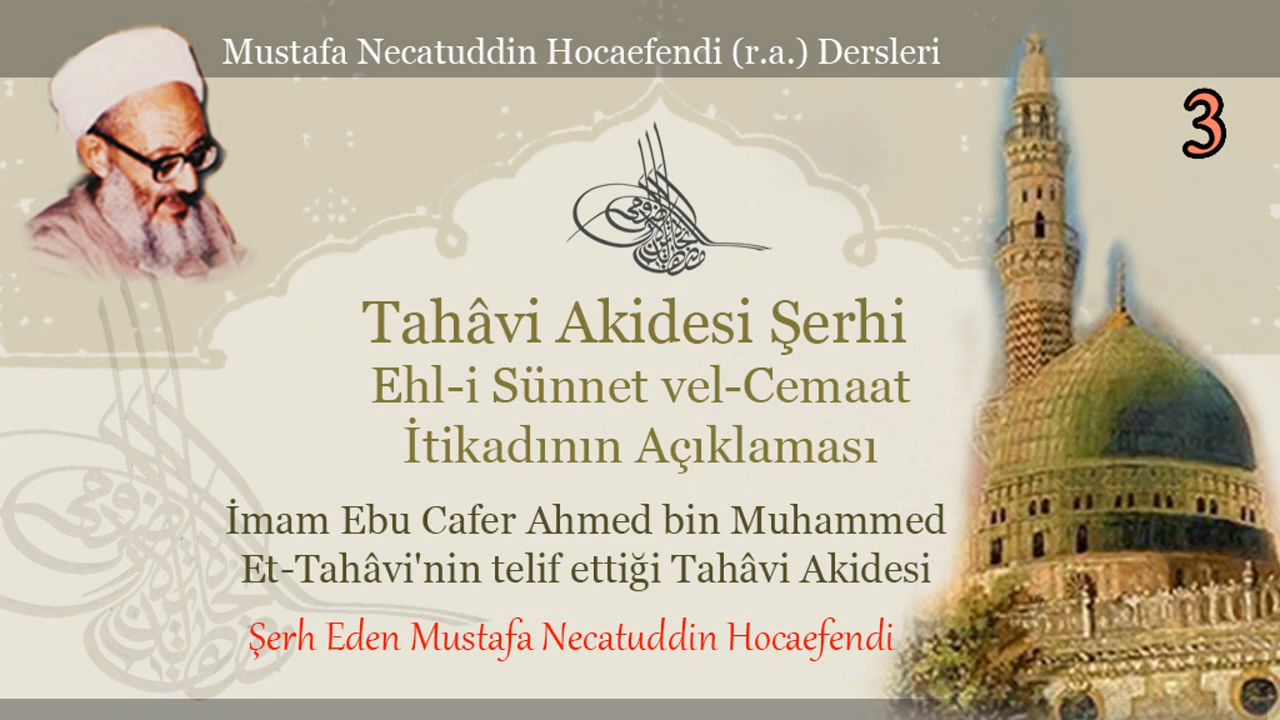 Mustafa Necatuddin Hocaefendi (r.a.) Dersleri
3
Tahâvi Akidesi Şerhi
Ehl-i Sünnet vel-Cemaat
İtikadının Açıklaması
İmam Ebu Cafer Ahmed bin Muhammed
Et-Tahâvi'nin telif ettiği Tahâvi Akidesi
Şerh Eden Mustafa Necatuddin Hocaefendi